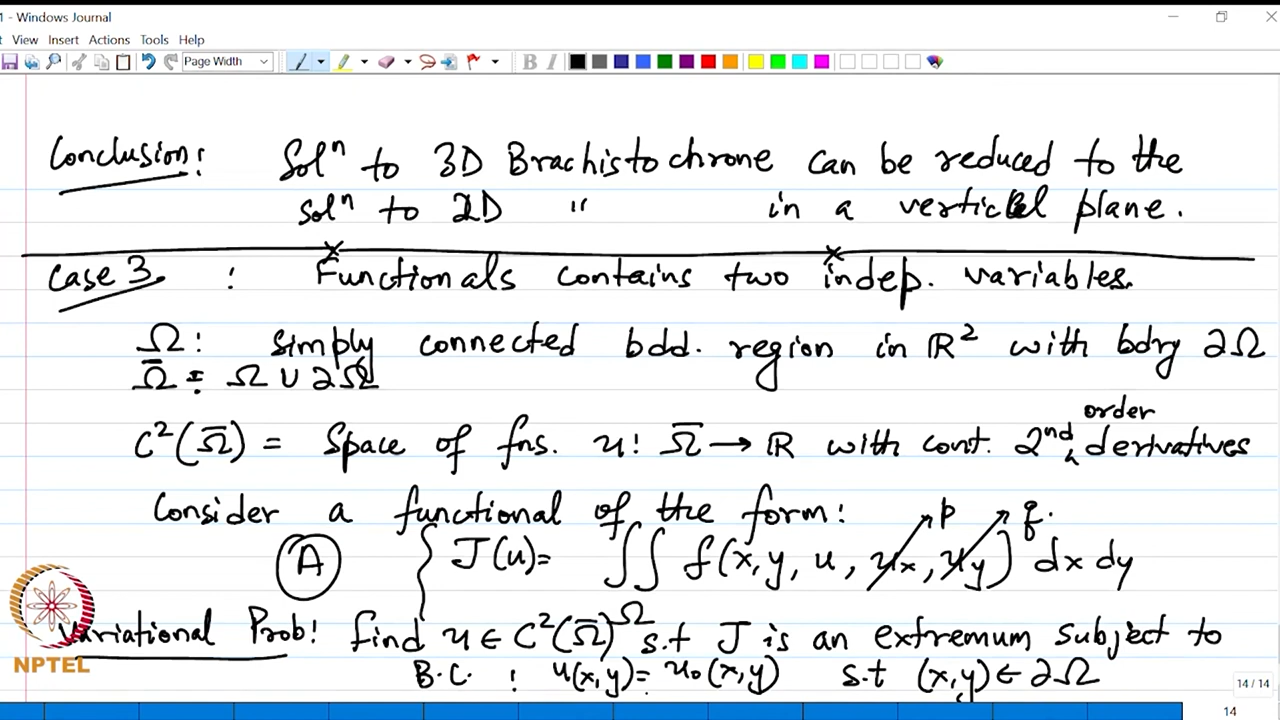 1 - Windows Journal
t View Insert Actions Tools Help
Page Width
B I
Conclusion: Solⁿ to 3D Brachistochrone can be reduced to the
solⁿ to 2D " in a vertical plane.
Case 3 : Functionals contains two indep. variables.
Ω: simply connected bdd. region in ℝ² with bdry ∂Ω
Ω̄ = Ω ∪ ∂Ω
C²(Ω̄) = Space of fns. u: Ω̄ → ℝ with cont. 2nd order derivatives
Consider a functional of the form: p q.
(A) { J(u) = ∫∫ f(x, y, u, ux, uy) dx dy
Ω
Variational Prob: find u ∈ C²(Ω̄) s.t J is an extremum subject to
B.C. : u(x,y) = u₀(x,y) s.t (x,y) ∈ ∂Ω
NPTEL
14 / 14
14